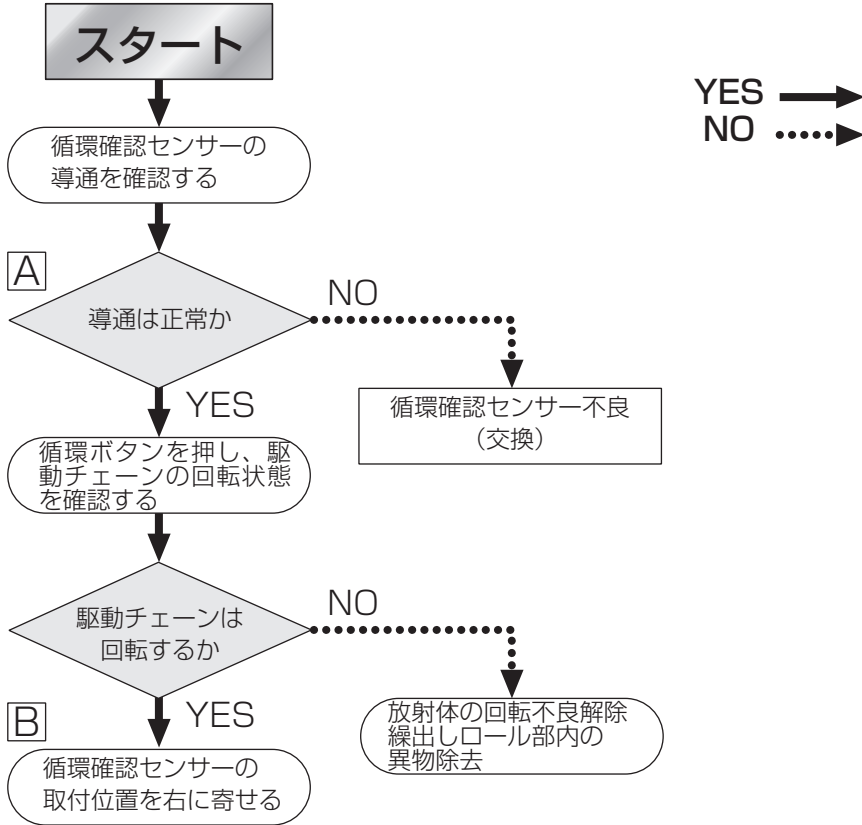 スタート
YES
NO
循環確認センサーの
導通を確認する
A
導通は正常か
NO
循環確認センサー不良
（交換）
YES
循環ボタンを押し、駆
動チェーンの回転状態
を確認する
駆動チェーンは
回転するか
NO
放射体の回転不良解除
繰出しロール部内の
異物除去
B
YES
循環確認センサーの
取付位置を右に寄せる